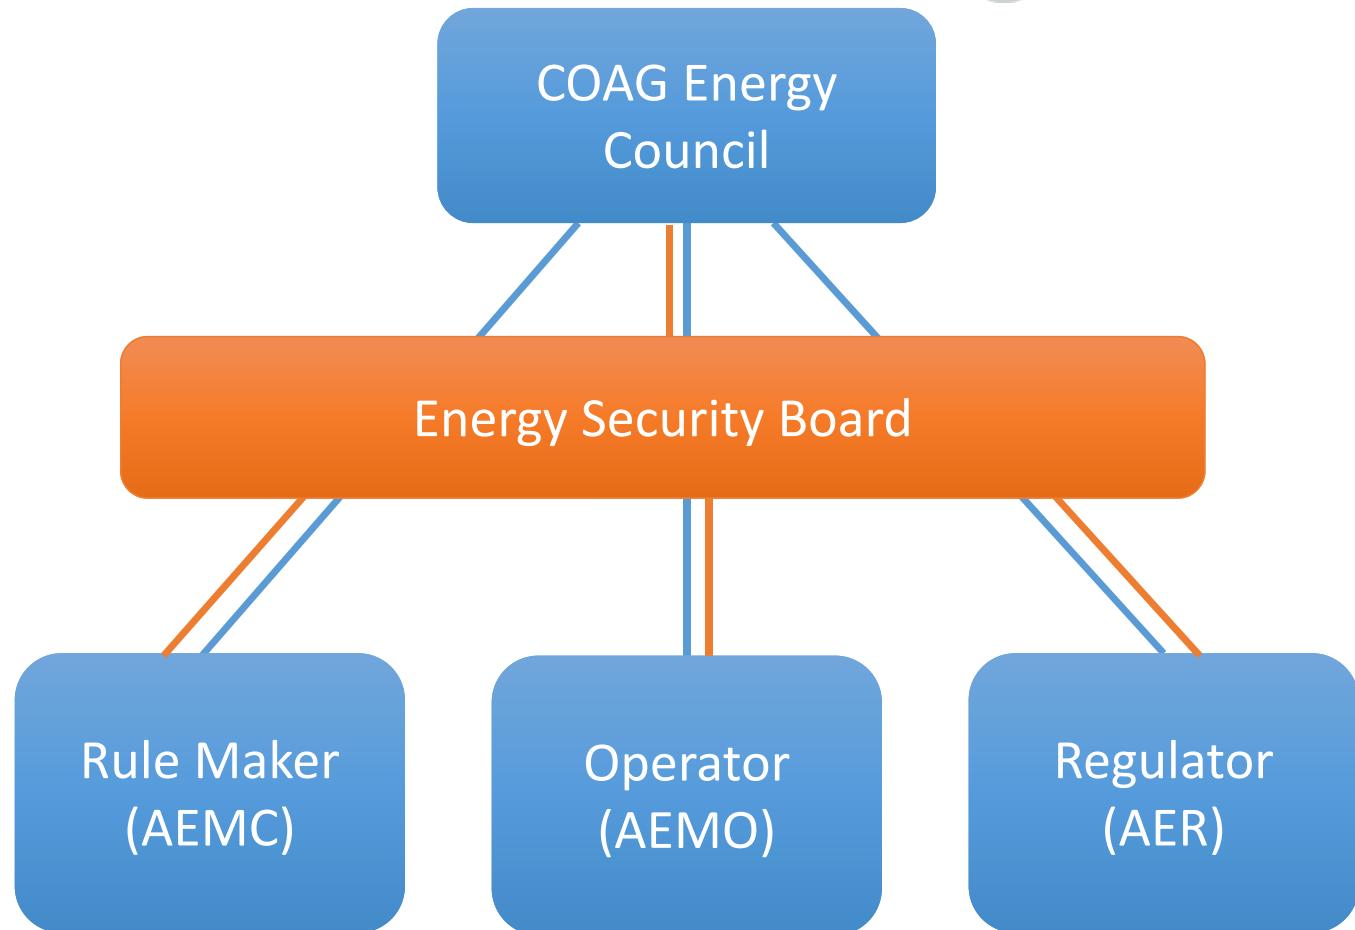 COAG Energy
Council
Energy Security Board
Rule Maker
(AEMC)
Operator
(AEMO)
Regulator
(AER)